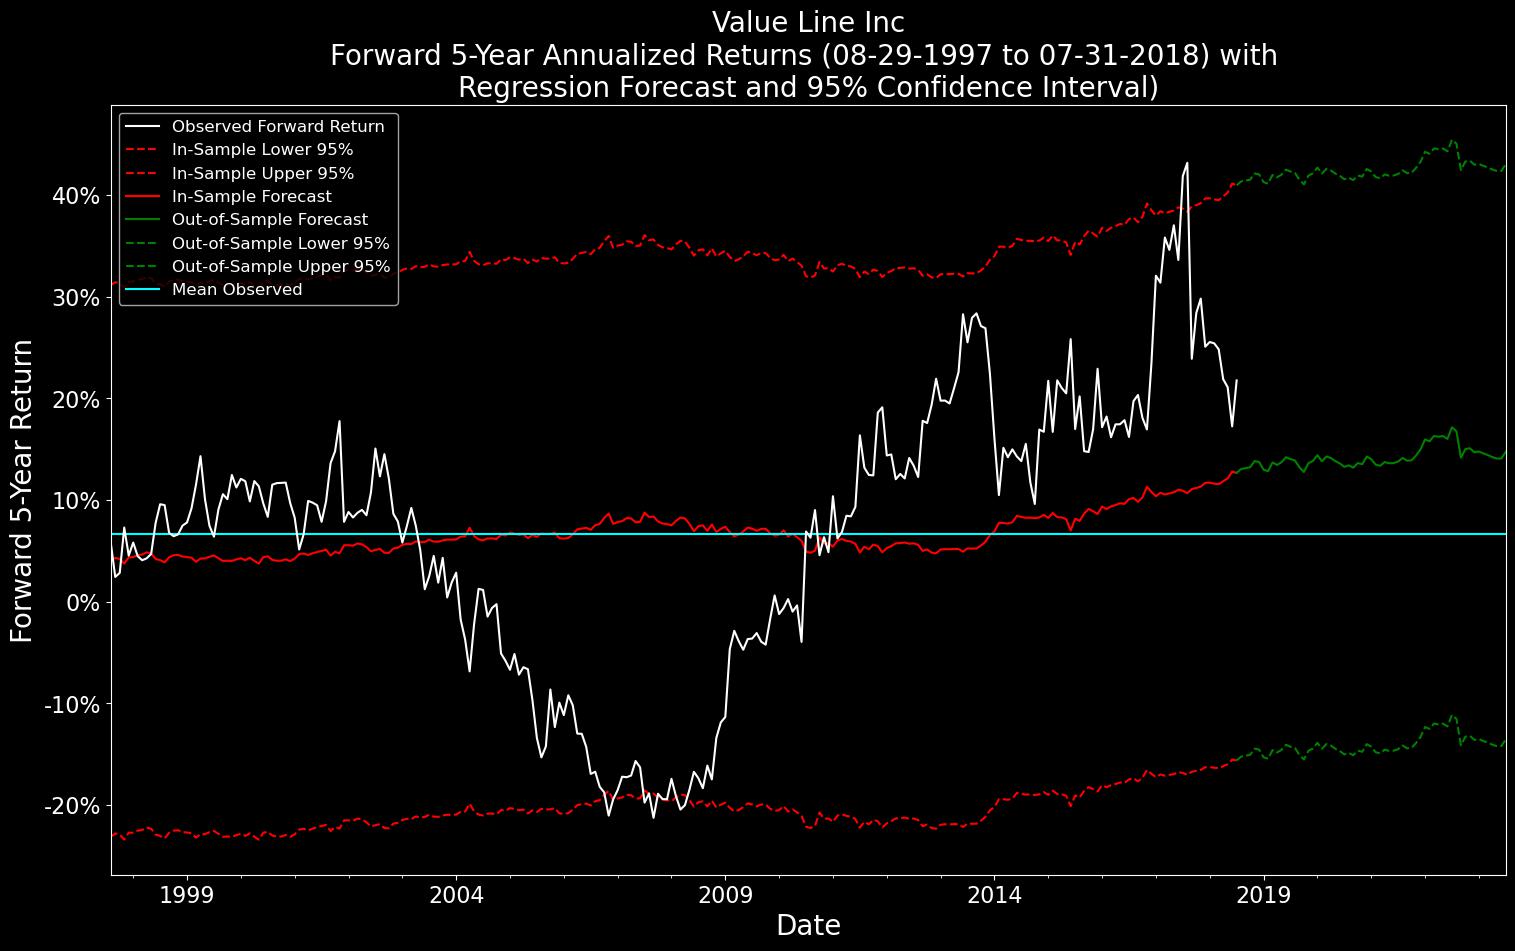 Value Line Inc
Forward 5-Year Annualized Returns (08-29-1997 to 07-31-2018) with
Regression Forecast and 95% Confidence Interval)
Observed Forward Return
In-Sample Lower 95%
In-Sample Upper 95%
In-Sample Forecast
Out-of-Sample Forecast
Out-of-Sample Lower 95%
Out-of-Sample Upper 95%
Mean Observed
Forward 5-Year Return
40%
30%
20%
10%
0%
-10%
-20%
1999
2004
2009
2014
2019
Date